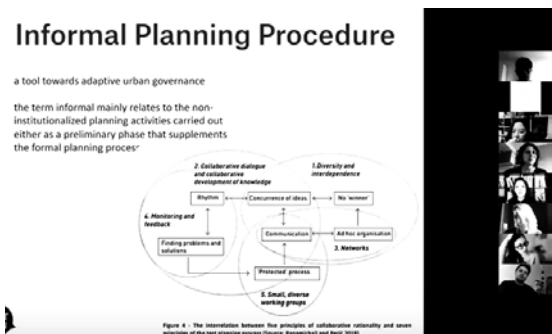 Informal Planning Procedure
a tool towards adaptive urban governance
the term informal mainly relates to the non-
institutionalized planning activities carried out
either as a preliminary phase that supplements
the formal planning proces
2. Collaborative dialogue
and collaborative
development of knowledge
1.Diversity and
interdependence
Rhythm
Concurrence of ideas
No 'winner'
4. Monitoring and
feedback
Communication
Ad hoc organisation
3. Networks
Finding problems and
solutions
'Protected' process
5. Small, diverse
working groups
Figure 4 - The interrelation between five principles of collaborative rationality and seven